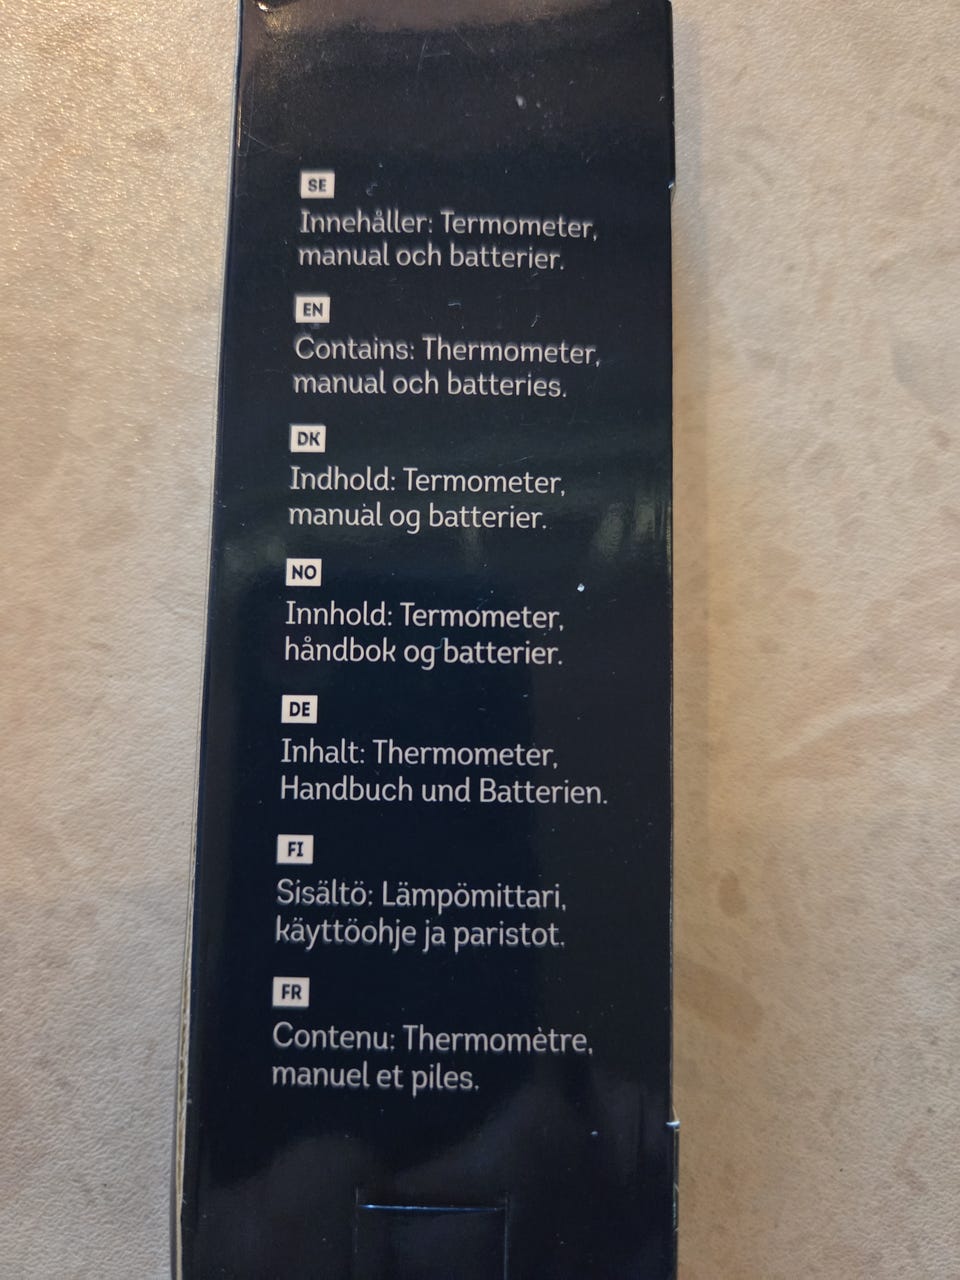 SE
Innehåller: Termometer,
manual och batterier.
EN
Contains: Thermometer,
manual och batteries.
DK
Indhold: Termometer,
manual og batterier.
NO
Innhold: Termometer,
håndbok og batterier.
DE
Inhalt: Thermometer,
Handbuch und Batterien.
FI
Sisältö: Lämpömittari,
käyttöohje ja paristot.
FR
Contenu: Thermomètre,
manuel et piles.